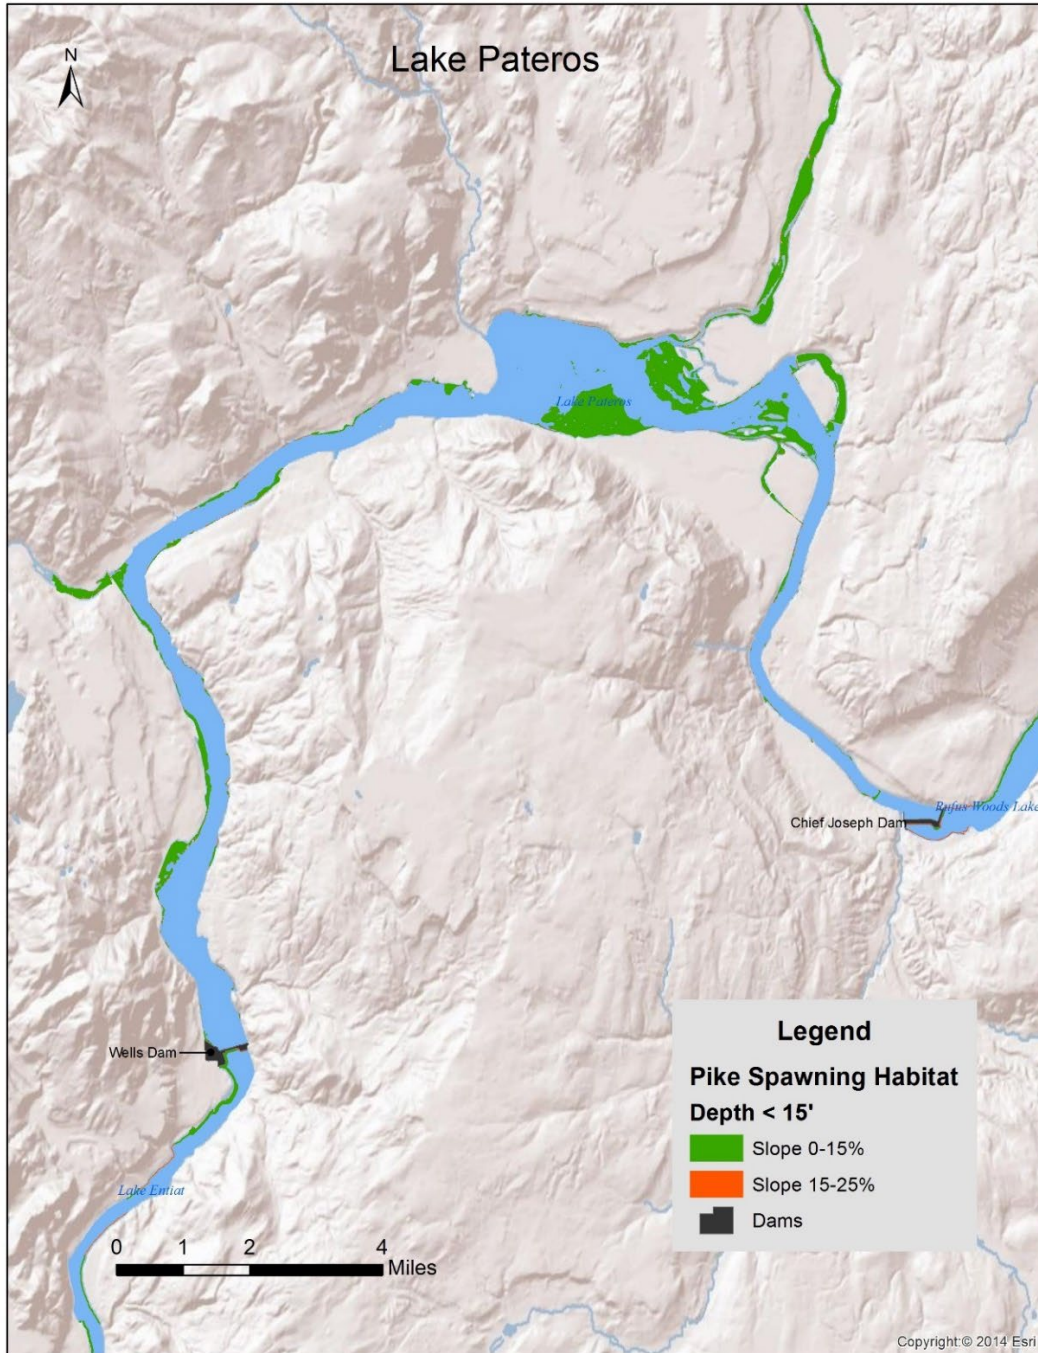 Lake Pateros
N
Lake Pateros
Rufus Woods Lake
Chief Joseph Dam
Wells Dam
Lake Entiat
0 1 2 4
Miles
Legend
Pike Spawning Habitat
Depth < 15'
Slope 0-15%
Slope 15-25%
Dams
Copyright:© 2014 Esri